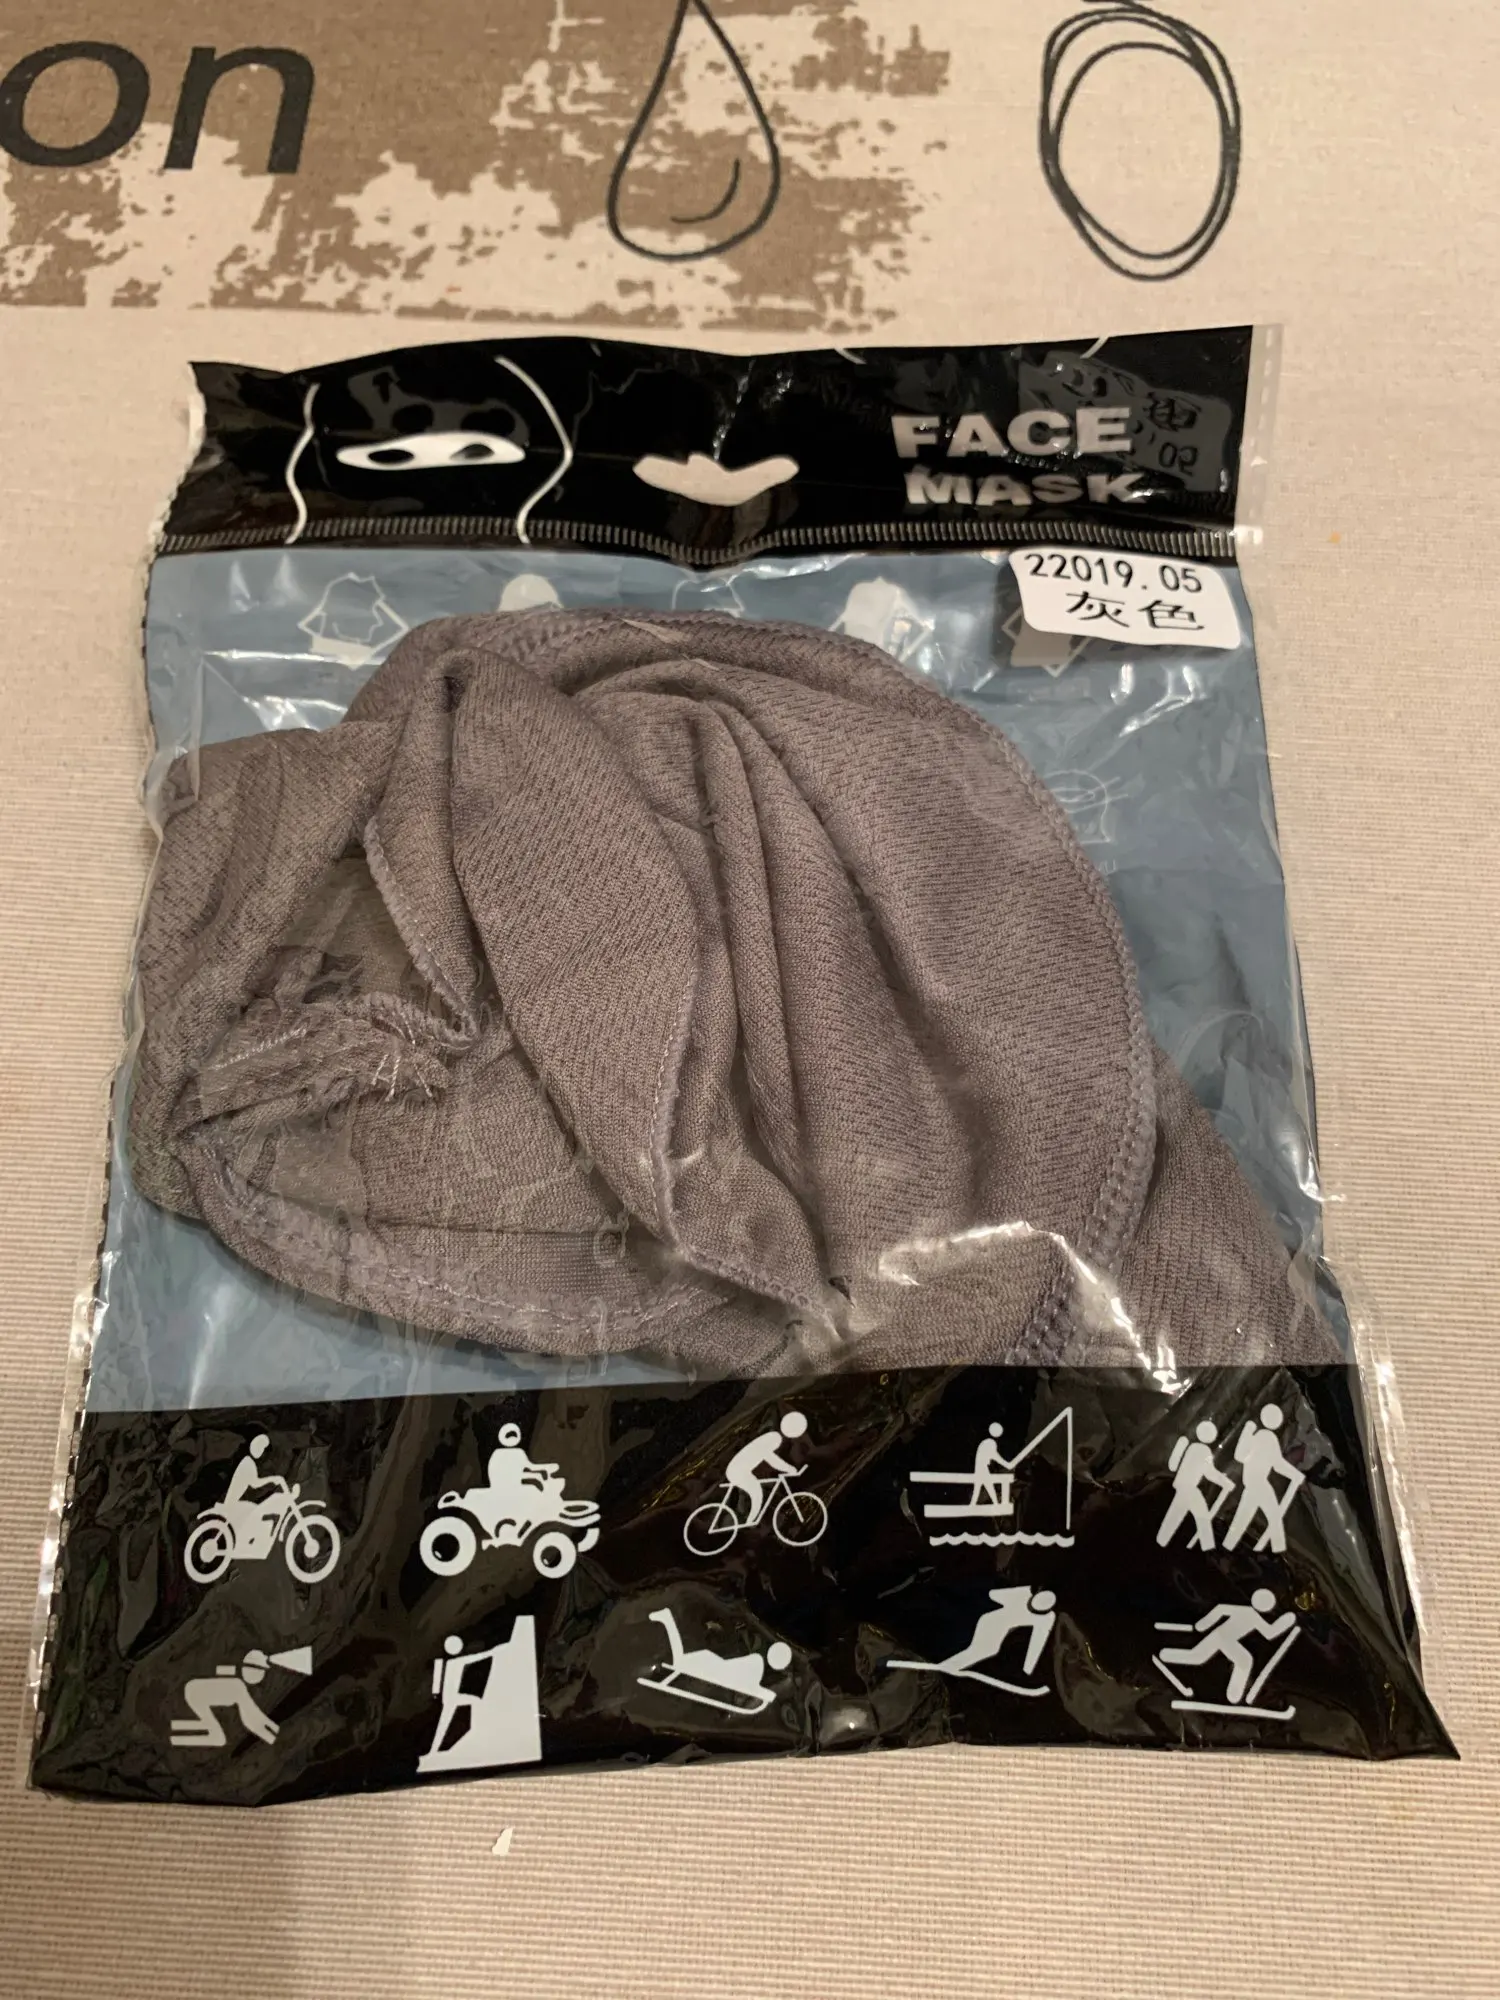 on
FACE
MASK
22019.05
灰色